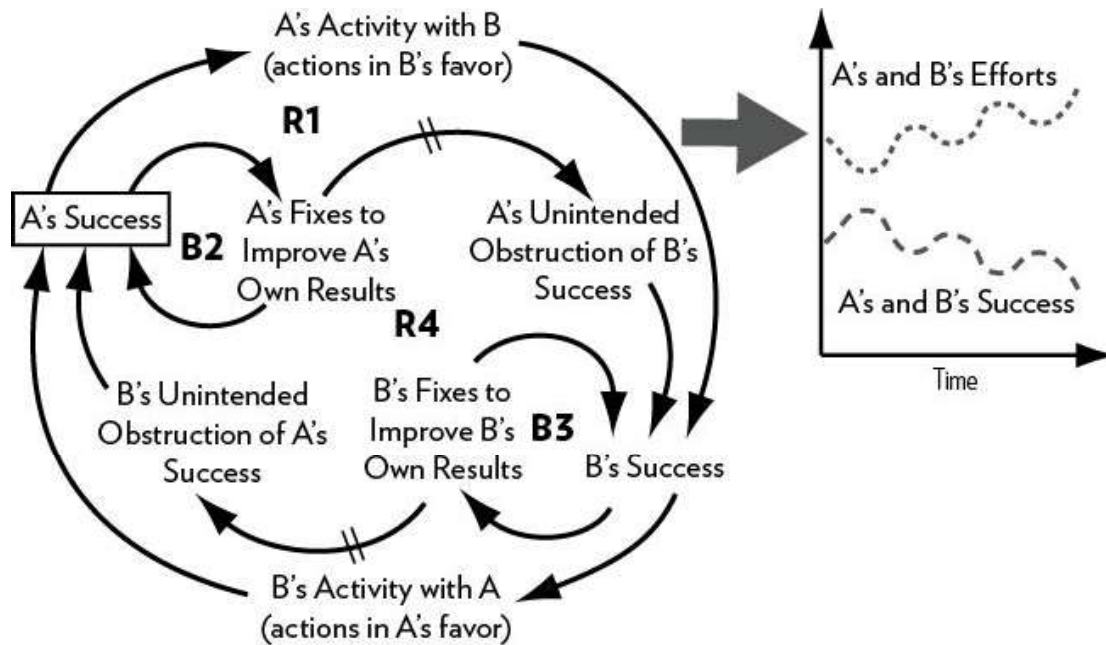 A's Activity with B
(actions in B's favor)
R1
A's Success
B2
A's Fixes to
Improve A's
Own Results
A's Unintended
Obstruction of B's
Success
R4
B's Unintended
Obstruction of A's
Success
B's Fixes to
Improve B's
Own Results
B3
B's Success
B's Activity with A
(actions in A's favor)
A's and B's Efforts
A's and B's Success
Time